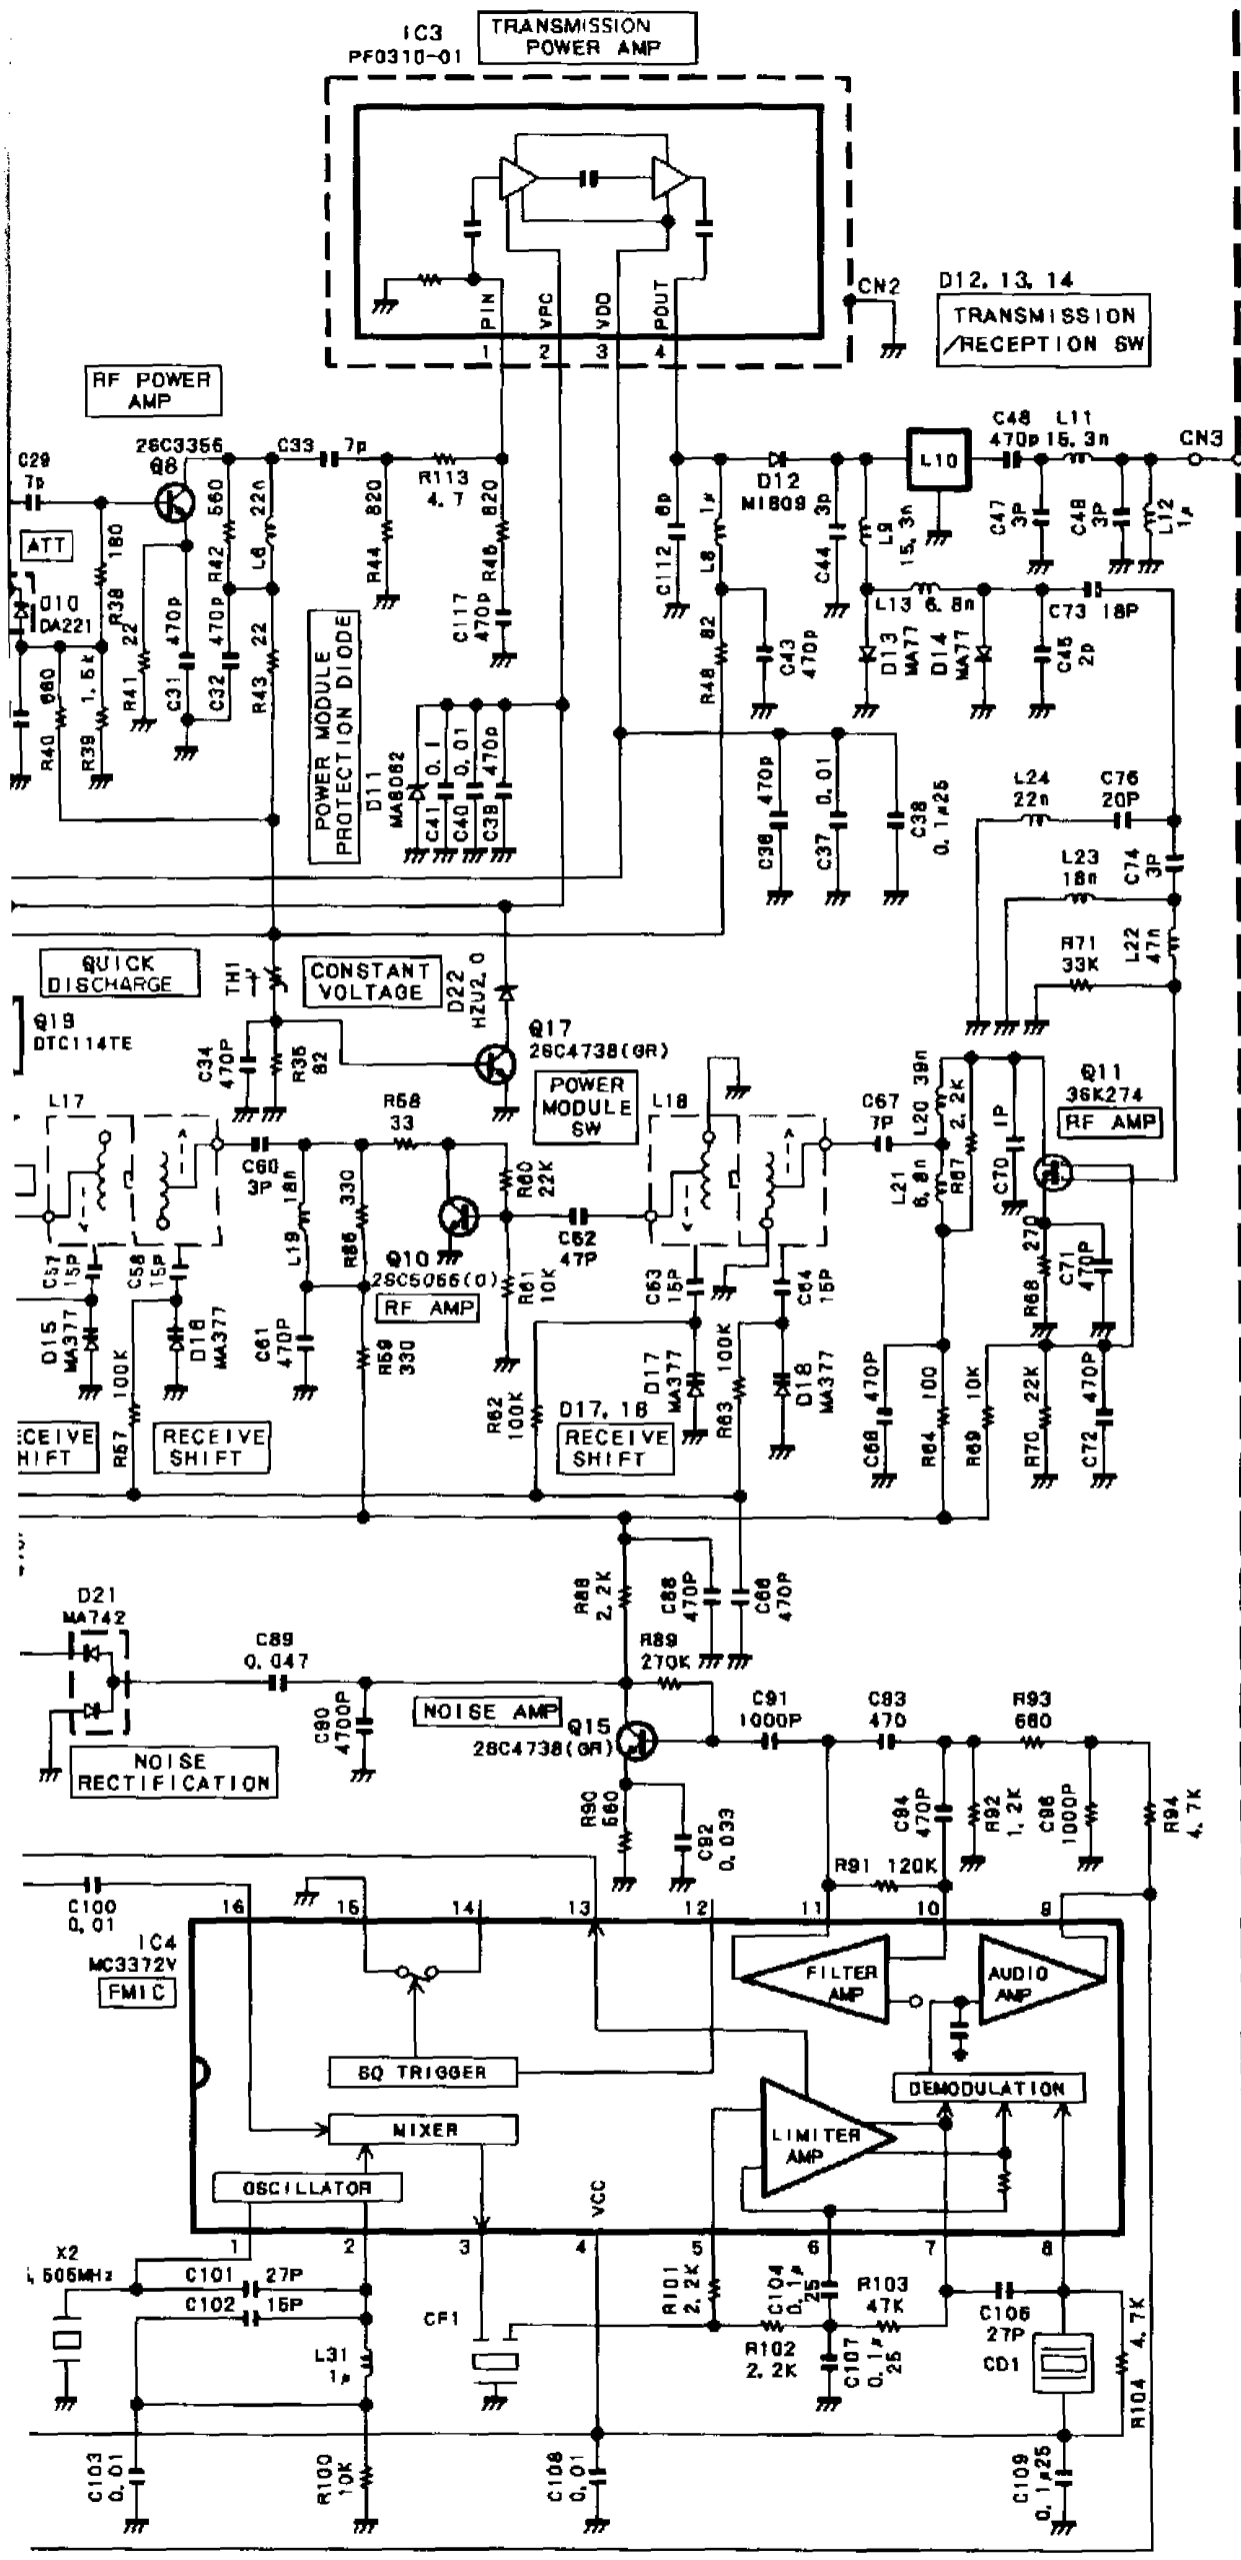 IC3
PF0310-01
TRANSMISSION
POWER AMP
PIN
VPC
VDD
POUT
1
2
3
4
CN2
D12, 13, 14
TRANSMISSION
/RECEPTION SW
RF POWER
AMP
2SC3356
Q8
C29
7p
ATT
D10
DA221
R38
180
R40
680
R39
1.5k
R41
22
C31
470p
C32
470p
R42
560
L6
22n
R43
22
C33
7p
R44
820
R113
4.7
R46
820
C117
470p
POWER MODULE
PROTECTION DIODE
D11
MA8062
C41
0.1
C40
0.01
C39
470p
C112
6p
L8
1μ
R48
82
C43
470p
D12
MI809
C44
3p
L9
15.3n
L10
C48
470p
L11
15.3n
CN3
C47
3P
C49
3P
L12
1μ
L13 6.8n
D13
MA77
D14
MA77
C45
2p
C73 18P
C36
470p
C37
0.01
C38
0.1μ25
L24
22n
C76
20P
L23
18n
C74
3P
R71
33K
L22
47n
QUICK
DISCHARGE
Q19
DTC114TE
TH1
CONSTANT
VOLTAGE
D22
HZU2.0
Q17
2SC4738(GR)
C34
470P
R35
82
POWER
MODULE
SW
L17
C60
3P
L19
18n
R58
33
R65
330
R60
22K
Q10
2SC5066(O)
RF AMP
R61
10K
C62
47P
L18
C67
7P
L20 39n
L21
6.8n
R67
2.2K
C70
1P
Q11
3SK274
RF AMP
R68
270
C71
470P
C57
15P
C58
15P
D15
MA377
D16
MA377
R57
100K
C61
470P
R59
330
C63
15P
C64
15P
D17
MA377
D18
MA377
R62
100K
R63
100K
D17, 18
RECEIVE
SHIFT
ECEIVE
HIFT
RECEIVE
SHIFT
C68
470P
R64
100
R69
10K
R70
22K
C72
470P
D21
MA742
NOISE
RECTIFICATION
C89
0.047
C90
4700P
NOISE AMP
R88
2.2K
C88
470P
C66
470P
R89
270K
Q15
2SC4738(GR)
R90
560
C92
0.033
C91
1000P
C93
470
R93
680
C94
470P
R92
1.2K
C96
1000P
R94
4.7K
R91 120K
C100
0.01
IC4
MC3372V
FMIC
16
15
14
13
12
11
10
9
FILTER
AMP
AUDIO
AMP
SQ TRIGGER
DEMODULATION
MIXER
LIMITER
AMP
OSCILLATOR
VCC
1
2
3
4
5
6
7
8
X2
.505MHz
C101 27P
C102 15P
L31
1μ
CF1
R101
2.2K
C104
0.1μ
25
R103
47K
R102
2.2K
C107
0.1μ
25
C106
27P
CD1
R104 4.7K
C103
0.01
R100
10K
C108
0.01
C109
0.1μ25